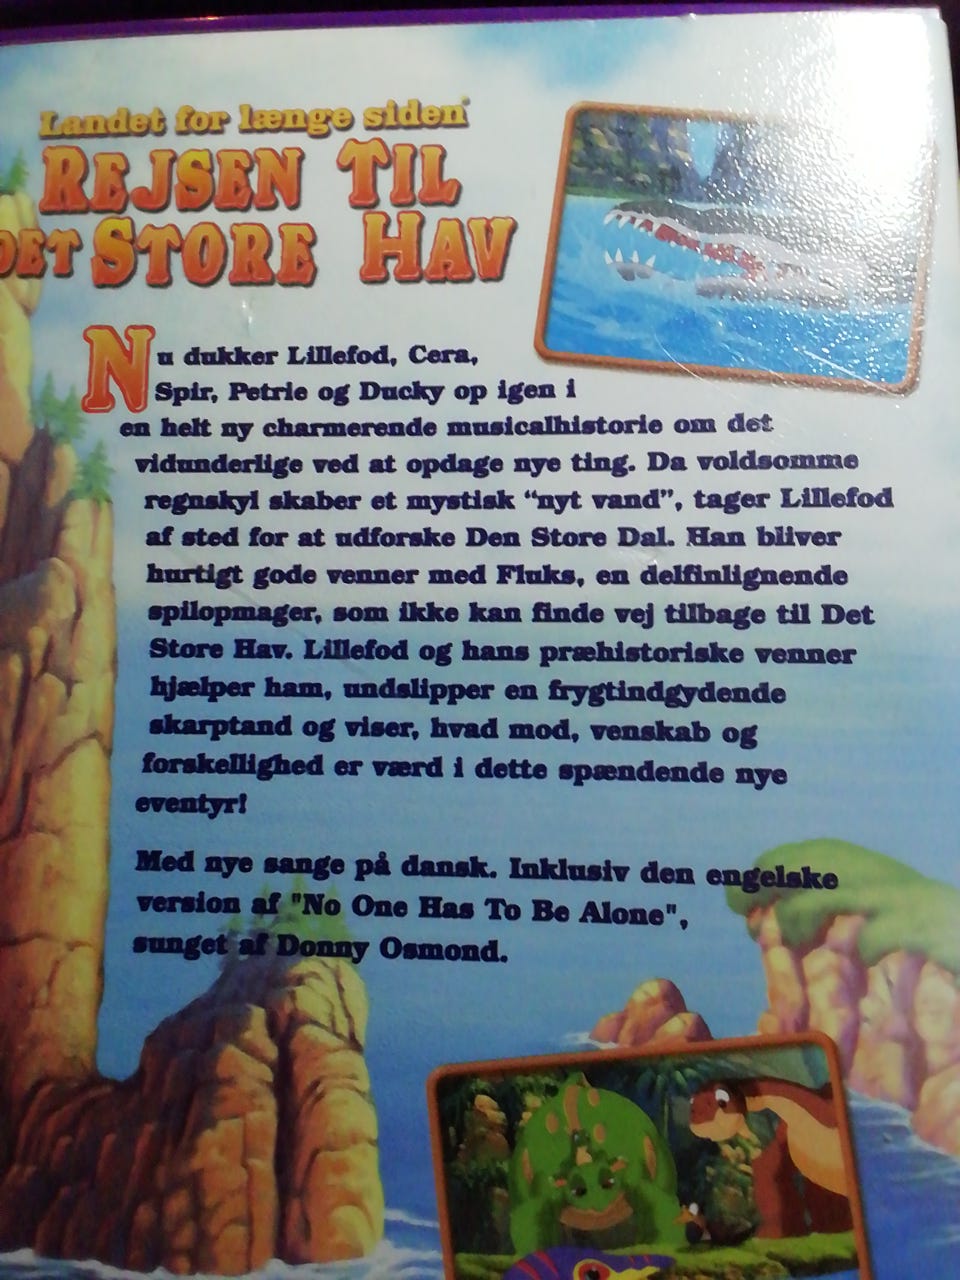 Landet for længe siden
REJSEN TIL
DET STORE HAV
Nu dukker Lillefod, Cera,
Spir, Petrie og Ducky op igen i
en helt ny charmerende musicalhistorie om det
vidunderlige ved at opdage nye ting. Da voldsomme
regnskyl skaber et mystisk “nyt vand”, tager Lillefod
af sted for at udforske Den Store Dal. Han bliver
hurtigt gode venner med Fluks, en delfinlignende
spilopmager, som ikke kan finde vej tilbage til Det
Store Hav. Lillefod og hans præhistoriske venner
hjælper ham, undslipper en frygtindgydende
skarptand og viser, hvad mod, venskab og
forskellighed er værd i dette spændende nye
eventyr!
Med nye sange på dansk. Inklusiv den engelske
version af "No One Has To Be Alone",
sunget af Donny Osmond.